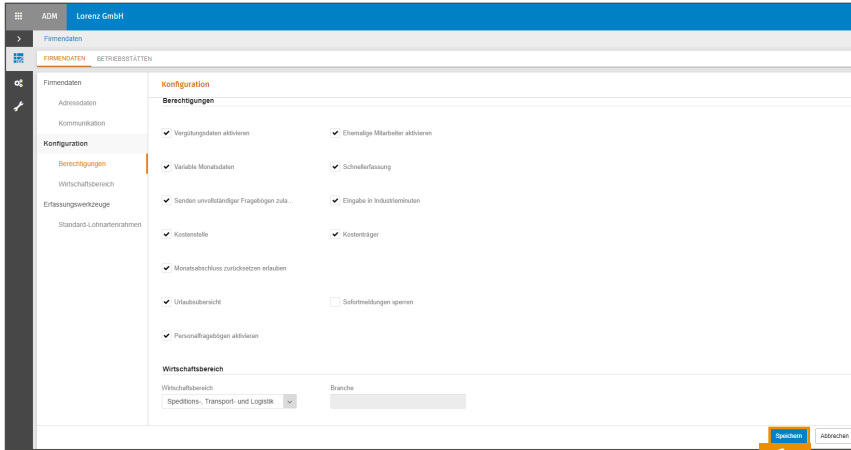 ADM Lorenz GmbH
Firmendaten
FIRMENDATEN BETRIEBSSTÄTTEN
Firmendaten
Adressdaten
Kommunikation
Konfiguration
Berechtigungen
Wirtschaftsbereich
Erfassungswerkzeuge
Standard-Lohnartenrahmen
Konfiguration
Berechtigungen
Vergütungsdaten aktivieren Ehemalige Mitarbeiter aktivieren
Variable Monatsdaten Schnellerfassung
Senden unvollständiger Fragebögen zula... Eingabe in Industrieminuten
Kostenstelle Kostenträger
Monatsabschluss zurücksetzen erlauben
Urlaubsübersicht Sofortmeldungen sperren
Personalfragebögen aktivieren
Wirtschaftsbereich
Wirtschaftsbereich Branche
Speditions-, Transport- und Logistik
Speichern Abbrechen